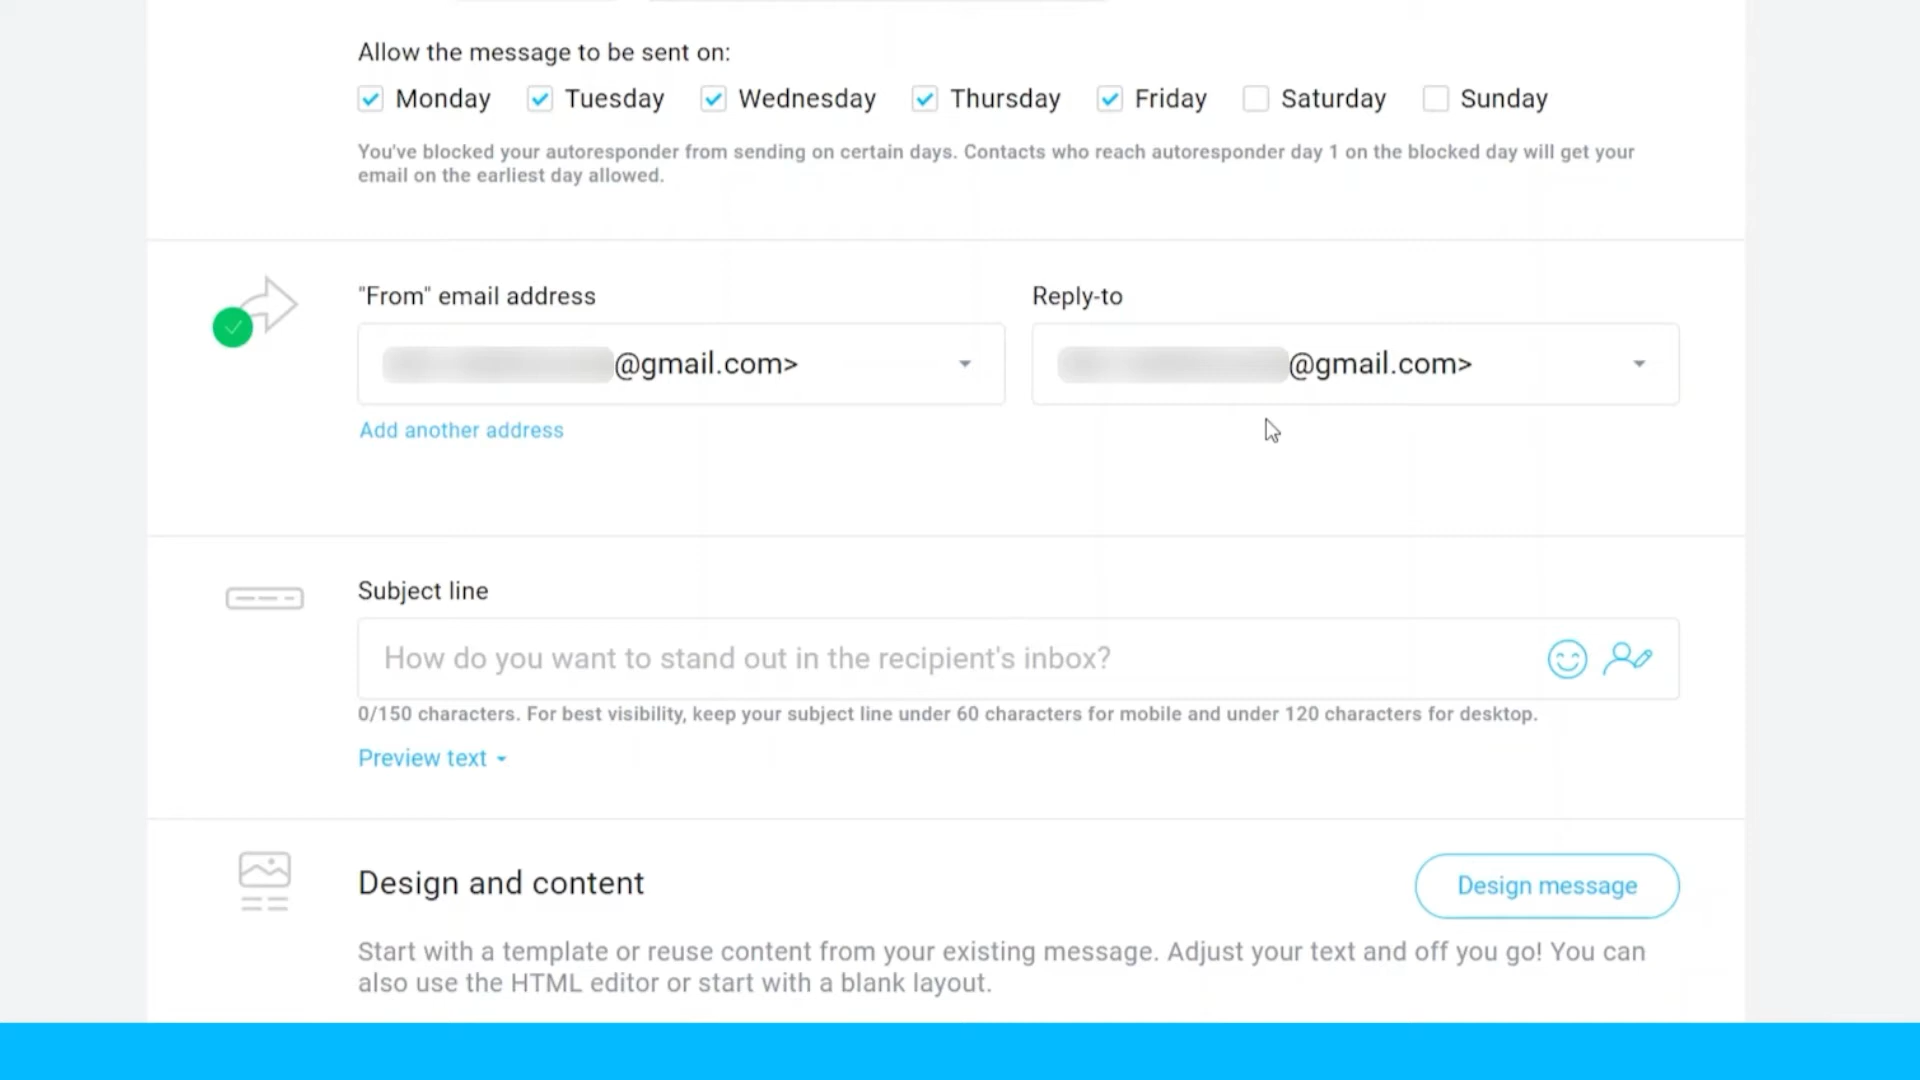 Allow the message to be sent on:
Monday Tuesday Wednesday Thursday Friday Saturday Sunday
You've blocked your autoresponder from sending on certain days. Contacts who reach autoresponder day 1 on the blocked day will get your
email on the earliest day allowed.
"From" email address
Reply-to
@gmail.com>
@gmail.com>
Add another address
Subject line
How do you want to stand out in the recipient's inbox?
0/150 characters. For best visibility, keep your subject line under 60 characters for mobile and under 120 characters for desktop.
Preview text
Design and content
Design message
Start with a template or reuse content from your existing message. Adjust your text and off you go! You can
also use the HTML editor or start with a blank layout.